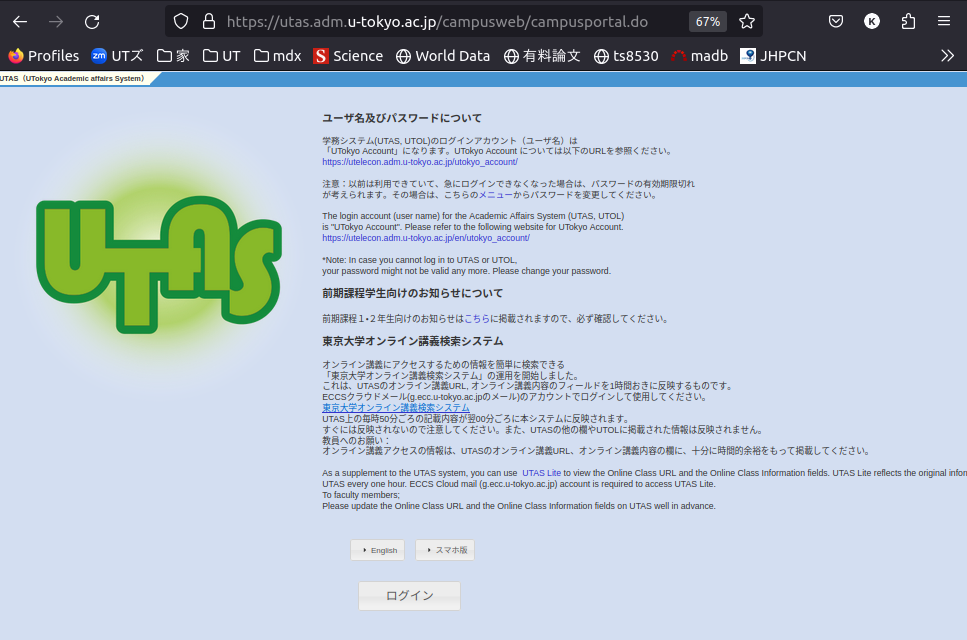 https://utas.adm.u-tokyo.ac.jp/campusweb/campusportal.do
67%
K
Profiles
zm UTズ
家
UT
mdx
S Science
World Data
有料論文
ts8530
madb
JHPCN
UTAS（UTokyo Academic affairs System）
UTAS
ユーザ名及びパスワードについて
学務システム(UTAS, UTOL)のログインアカウント（ユーザ名）は
「UTokyo Account」になります。UTokyo Account については以下のURLを参照ください。
https://utelecon.adm.u-tokyo.ac.jp/utokyo_account/
注意：以前は利用できていて、急にログインできなくなった場合は、パスワードの有効期限切れ
が考えられます。その場合は、こちらのメニューからパスワードを変更してください。
The login account (user name) for the Academic Affairs System (UTAS, UTOL)
is "UTokyo Account". Please refer to the following website for UTokyo Account.
https://utelecon.adm.u-tokyo.ac.jp/en/utokyo_account/
*Note: In case you cannot log in to UTAS or UTOL,
your password might not be valid any more. Please change your password.
前期課程学生向けのお知らせについて
前期課程１・２年生向けのお知らせはこちらに掲載されますので、必ず確認してください。
東京大学オンライン講義検索システム
オンライン講義にアクセスするための情報を簡単に検索できる
「東京大学オンライン講義検索システム」の運用を開始しました。
これは、UTASのオンライン講義URL, オンライン講義内容のフィールドを1時間おきに反映するものです。
ECCSクラウドメール(g.ecc.u-tokyo.ac.jpのメール)のアカウントでログインして使用してください。
東京大学オンライン講義検索システム
UTAS上の毎時50分ごろの記載内容が翌00分ごろに本システムに反映されます。
すぐには反映されないので注意してください。また、UTASの他の欄やUTOLに掲載された情報は反映されません。
教員へのお願い：
オンライン講義アクセスの情報は、UTASのオンライン講義URL、オンライン講義内容の欄に、十分に時間的余裕をもって掲載してください。
As a supplement to the UTAS system, you can use UTAS Lite to view the Online Class URL and the Online Class Information fields. UTAS Lite reflects the original infor
UTAS every one hour. ECCS Cloud mail (g.ecc.u-tokyo.ac.jp) account is required to access UTAS Lite.
To faculty members;
Please update the Online Class URL and the Online Class Information fields on UTAS well in advance.
English
スマホ版
ログイン